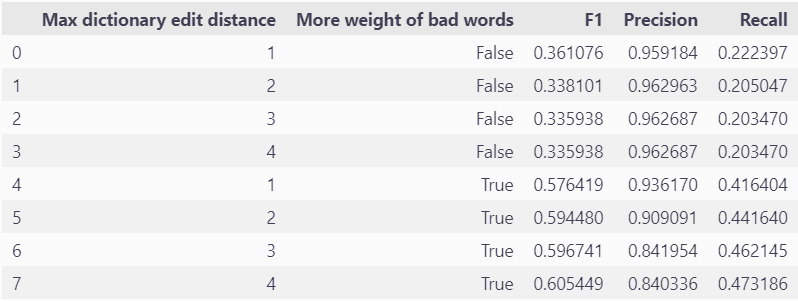 Max dictionary edit distance More weight of bad words F1 Precision Recall
0 1 False 0.361076 0.959184 0.222397
1 2 False 0.338101 0.962963 0.205047
2 3 False 0.335938 0.962687 0.203470
3 4 False 0.335938 0.962687 0.203470
4 1 True 0.576419 0.936170 0.416404
5 2 True 0.594480 0.909091 0.441640
6 3 True 0.596741 0.841954 0.462145
7 4 True 0.605449 0.840336 0.473186